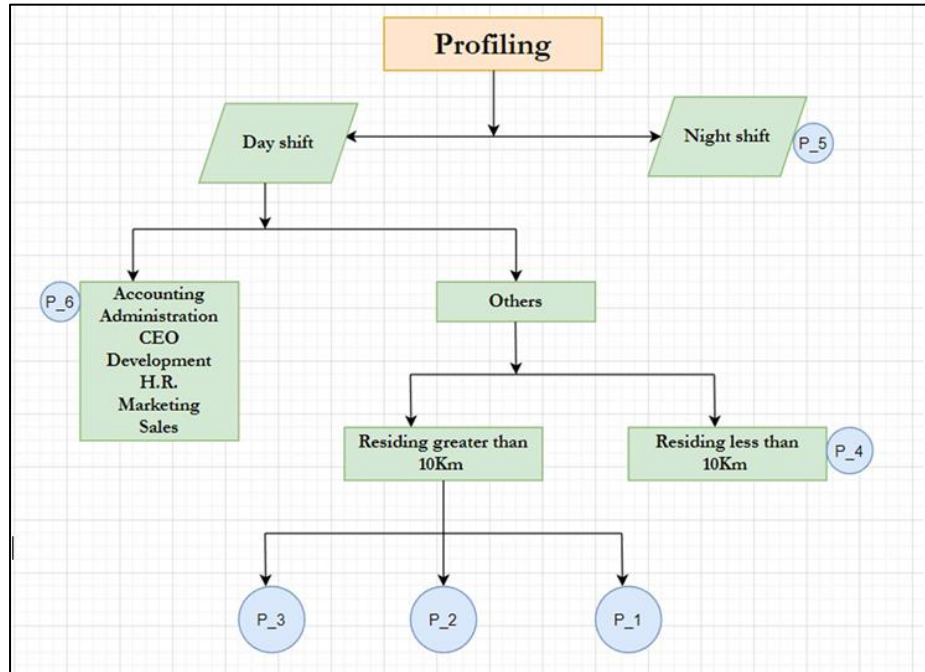 Profiling
Day shift
Night shift
P_5
P_6
Accounting
Administration
CEO
Development
H.R.
Marketing
Sales
Others
Residing greater than
10Km
Residing less than
10Km
P_4
P_3
P_2
P_1